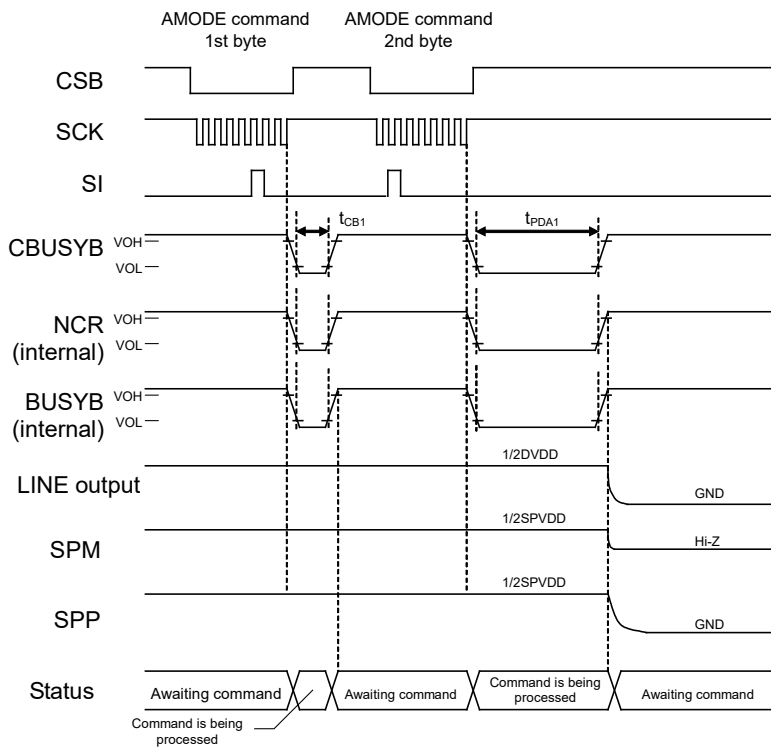 AMODE command
1st byte
AMODE command
2nd byte
CSB
SCK
SI
tCB1
tPDA1
CBUSYB
VOH
VOL
NCR
(internal)
VOH
VOL
BUSYB
(internal)
VOH
VOL
LINE output
1/2DVDD
GND
SPM
1/2SPVDD
Hi-Z
SPP
1/2SPVDD
GND
Status
Awaiting command
Command is being
processed
Awaiting command
Command is being
processed
Awaiting command